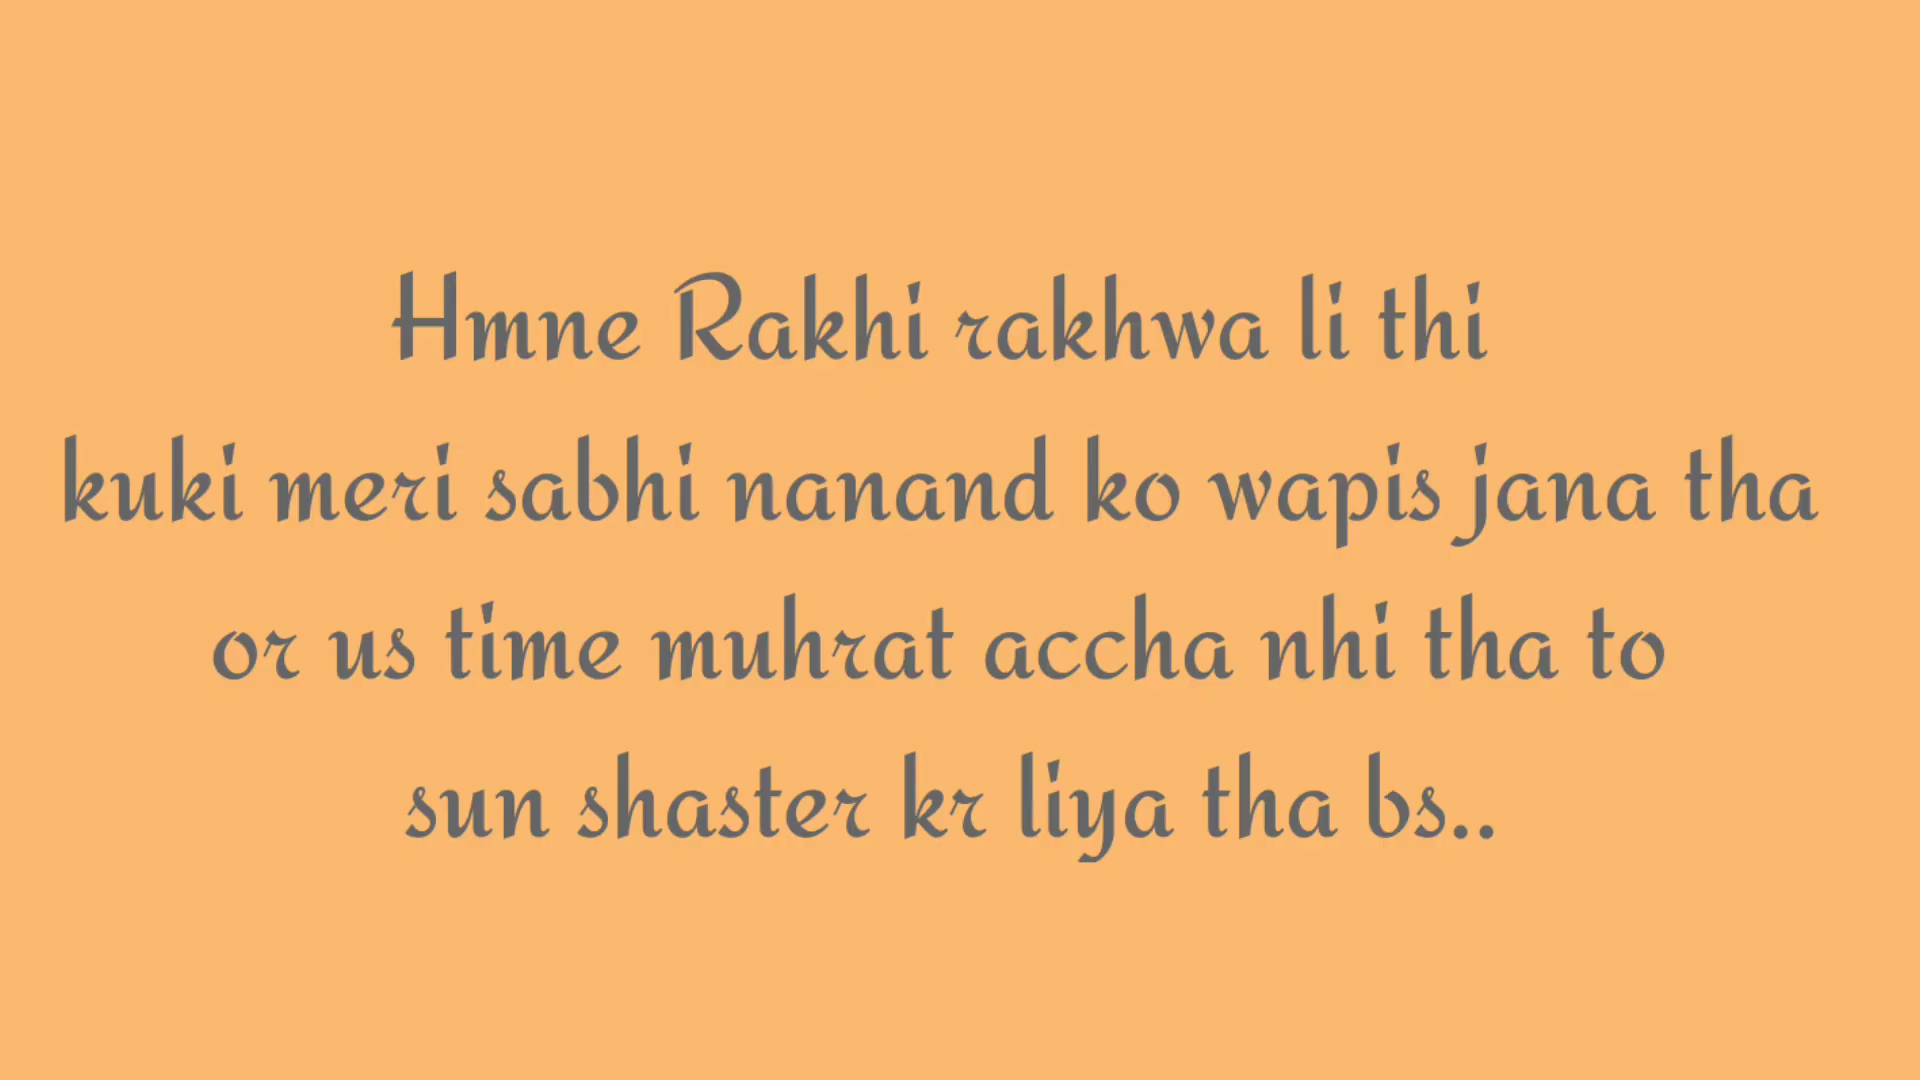 Hmne Rakhi rakhwa li thi
kuki meri sabhi nanand ko wapis jana tha
or us time muhrat accha nhi tha to
sun shaster kr liya tha bs..